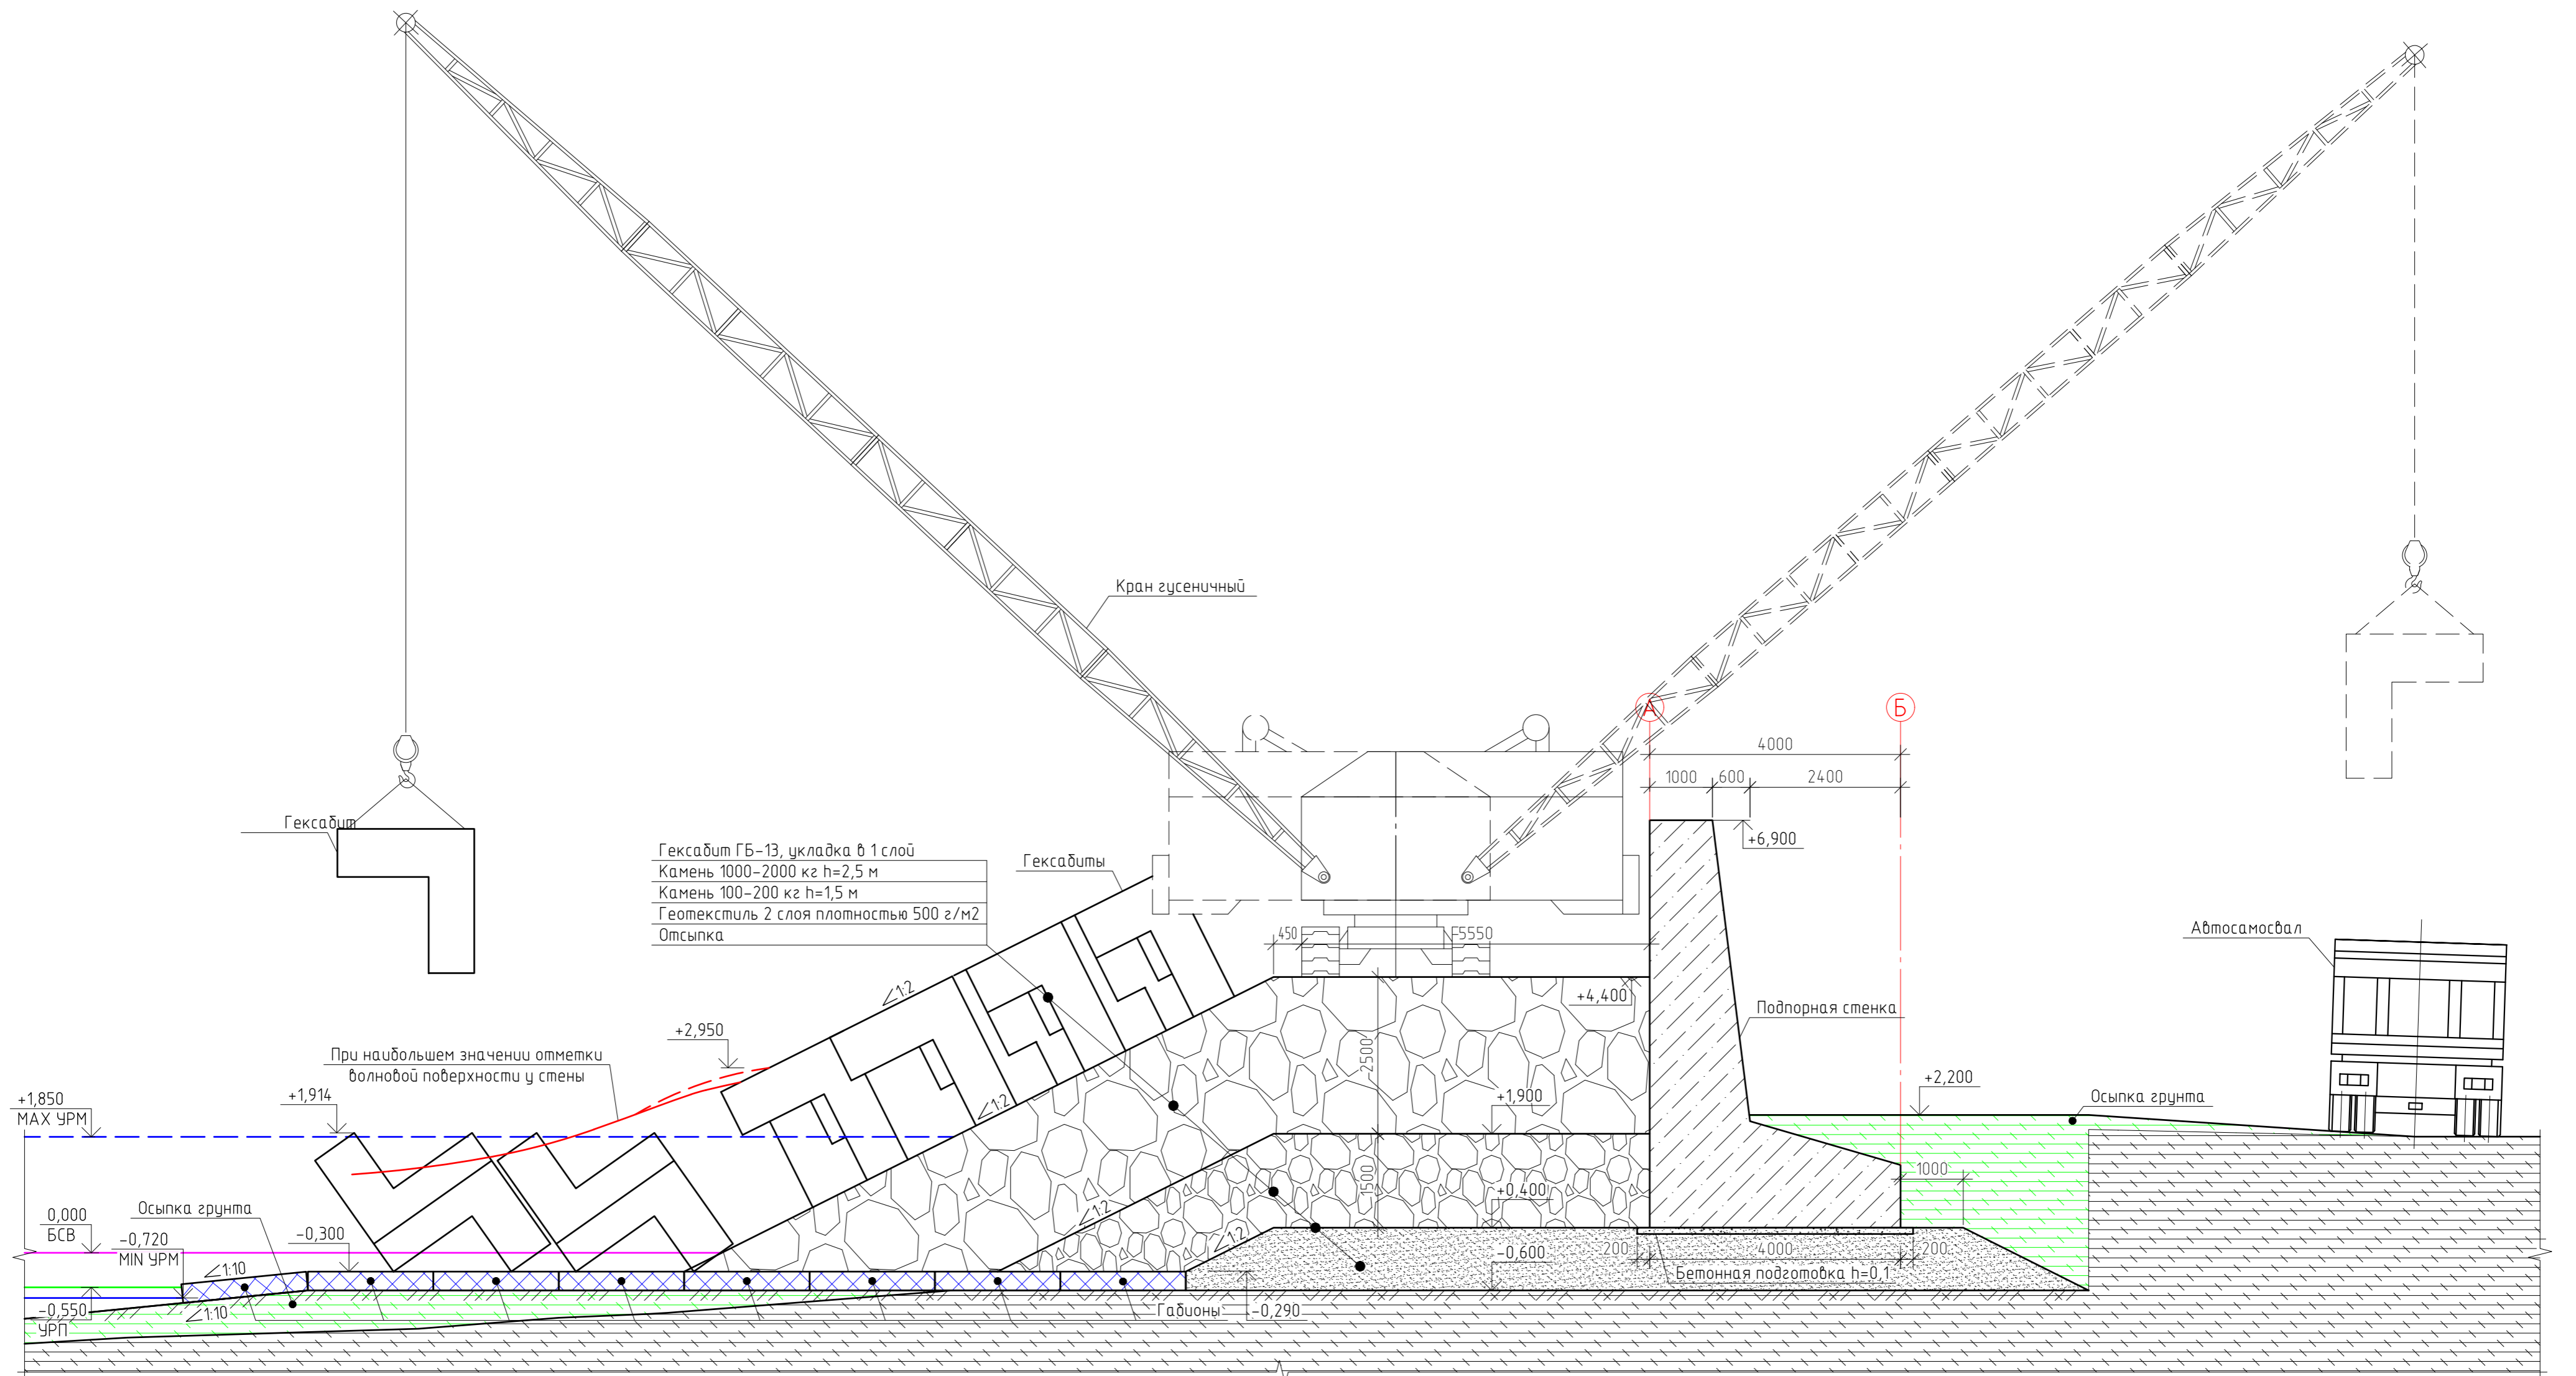 Кран гусеничный
А
Б
4000
1000
600
2400
Гексабит
+6,900
Гексабит ГБ-13, укладка в 1 слой
Камень 1000-2000 кг h=2,5 м
Камень 100-200 кг h=1,5 м
Геотекстиль 2 слоя плотностью 500 г/м2
Отсыпка
Гексабиты
450
5550
Автосамосвал
1:2
+4,400
Подпорная стенка
+2,950
При наибольшем значении отметки
волновой поверхности у стены
2500
+2,200
Осыпка грунта
+1,850
MAX УРМ
+1,914
1:2
+1,900
1000
1500
+0,400
Осыпка грунта
0,000
БСВ
-0,720
MIN УРМ
-0,300
1:2
1:2
-0,600
200
4000
200
1:10
Бетонная подготовка h=0,1
-0,550
УРП
1:10
Габионы
-0,290